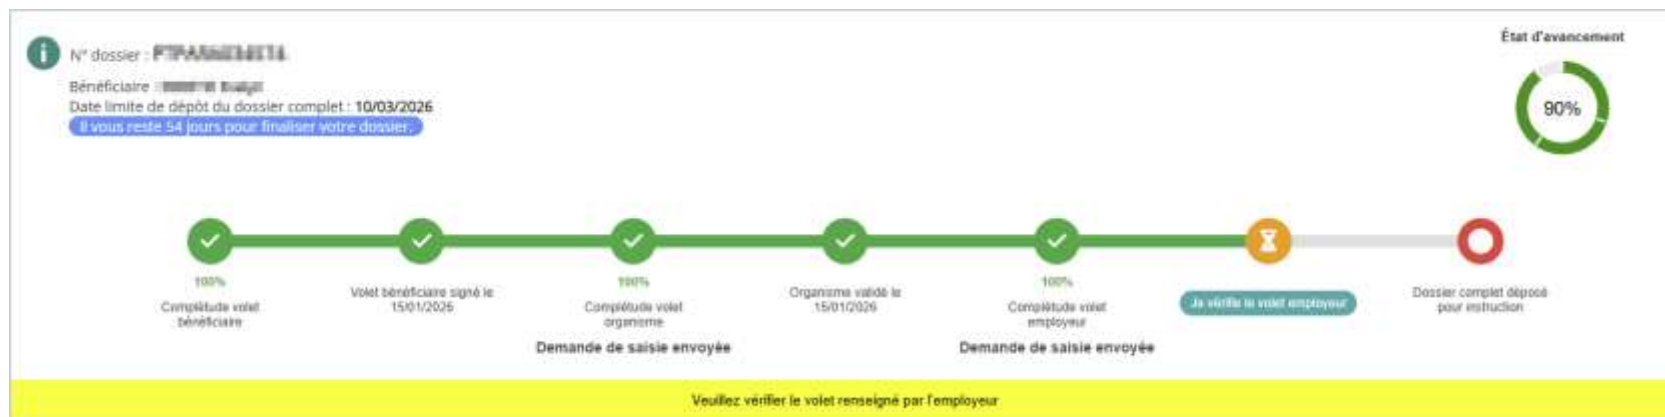 i
N° dossier :
Bénéficiaire :
Date limite de dépôt du dossier complet : 10/03/2026
Il vous reste 54 jours pour finaliser votre dossier.
État d'avancement
90%
100%
Complétude volet
bénéficiaire
Volet bénéficiaire signé le
15/01/2026
100%
Complétude volet
organisme
Demande de saisie envoyée
Organisme validé le
15/01/2026
100%
Complétude volet
employeur
Demande de saisie envoyée
Je vérifie le volet employeur
Dossier complet déposé
pour instruction
Veuillez vérifier le volet renseigné par l'employeur